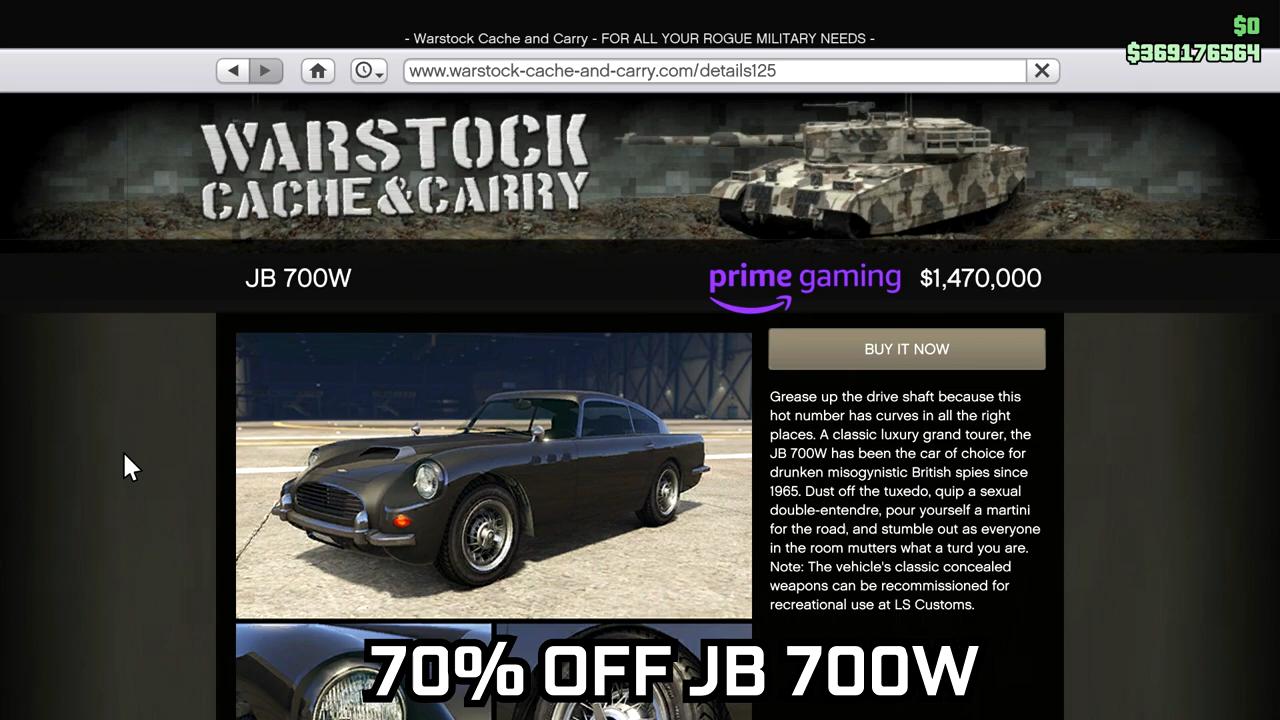 - Warstock Cache and Carry - FOR ALL YOUR ROGUE MILITARY NEEDS -
$0
$369176564
www.warstock-cache-and-carry.com/details125
WARSTOCK
CACHE&CARRY
JB 700W
prime gaming
$1,470,000
BUY IT NOW
Grease up the drive shaft because this
hot number has curves in all the right
places. A classic luxury grand tourer, the
JB 700W has been the car of choice for
drunken misogynistic British spies since
1965. Dust off the tuxedo, quip a sexual
double-entendre, pour yourself a martini
for the road, and stumble out as everyone
in the room mutters what a turd you are.
Note: The vehicle's classic concealed
weapons can be recommissioned for
recreational use at LS Customs.
70% OFF JB 700W